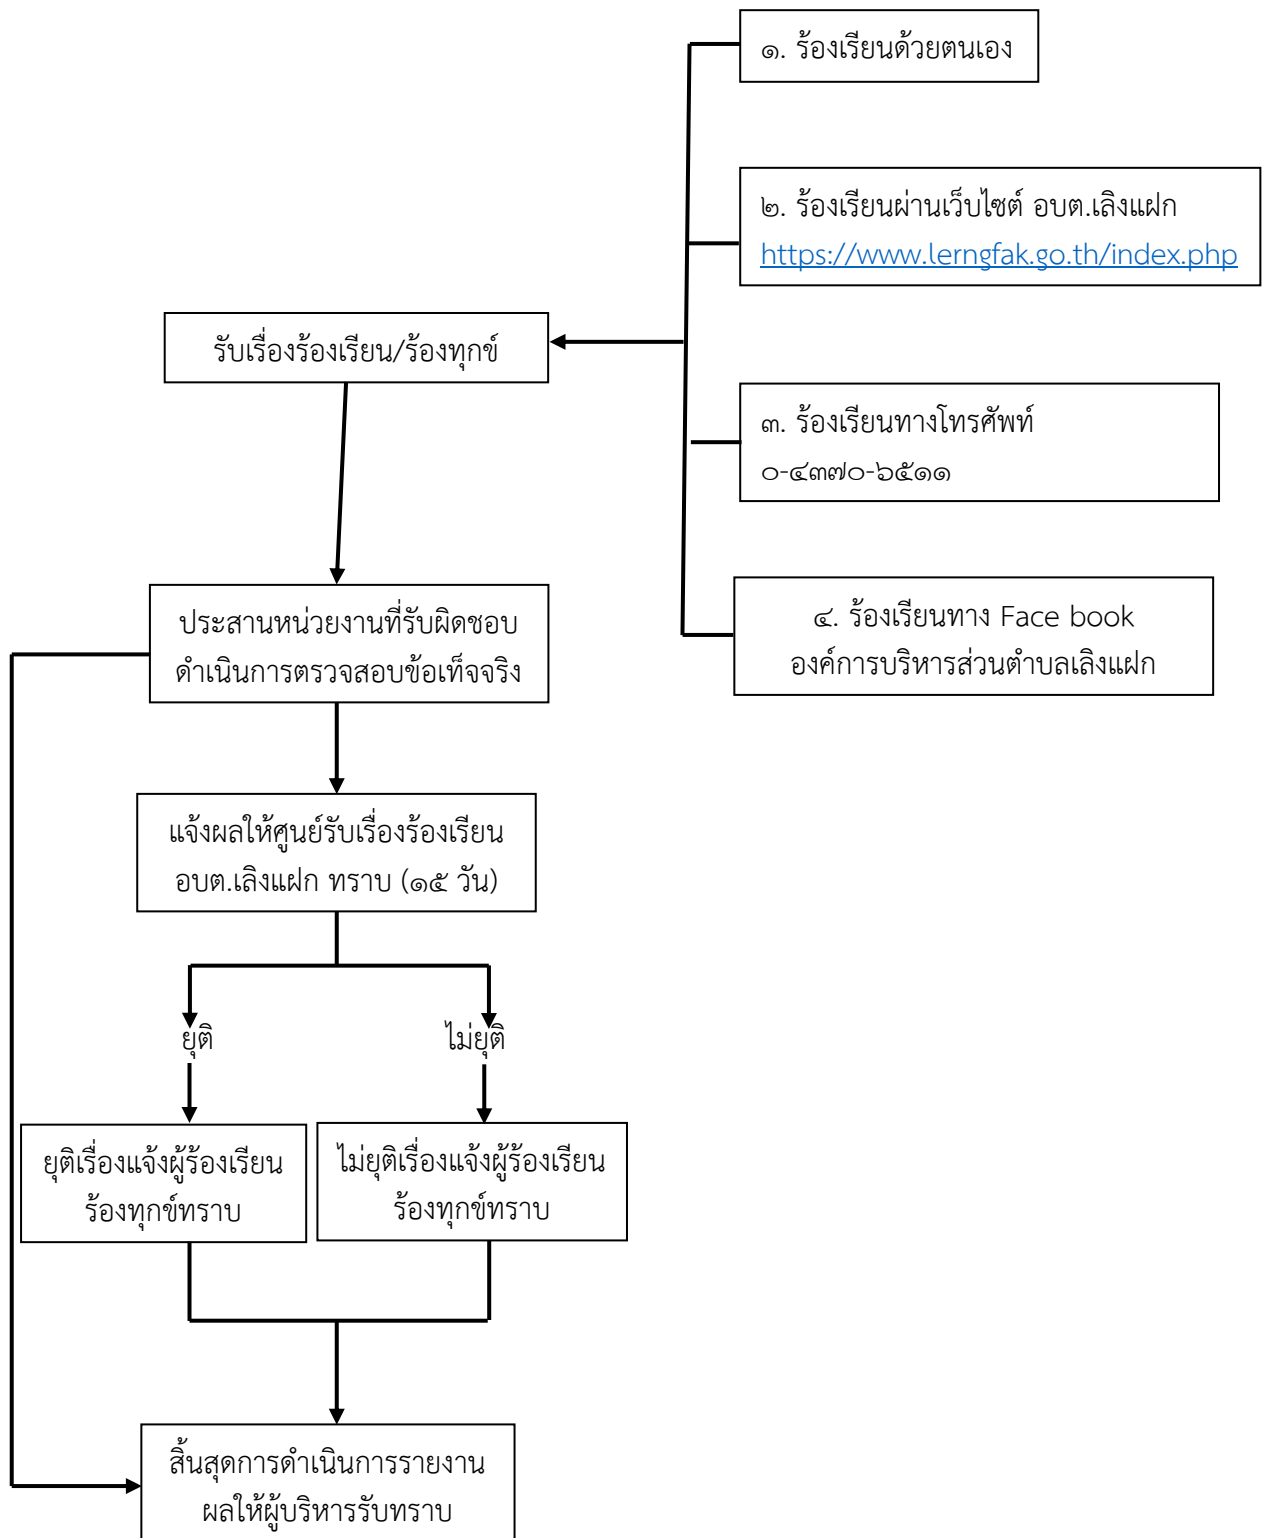 ๑. ร้องเรียนด้วยตนเอง
๒. ร้องเรียนผ่านเว็บไซต์ อบต.เลิงแฝก
https://www.lerngfak.go.th/index.php
รับเรื่องร้องเรียน/ร้องทุกข์
๓. ร้องเรียนทางโทรศัพท์
๐-๔๓๗๐-๖๕๑๑
๔. ร้องเรียนทาง Face book
องค์การบริหารส่วนตำบลเลิงแฝก
ประสานหน่วยงานที่รับผิดชอบ
ดำเนินการตรวจสอบข้อเท็จจริง
แจ้งผลให้ศูนย์รับเรื่องร้องเรียน
อบต.เลิงแฝก ทราบ (๑๕ วัน)
ยุติ
ไม่ยุติ
ยุติเรื่องแจ้งผู้ร้องเรียน
ร้องทุกข์ทราบ
ไม่ยุติเรื่องแจ้งผู้ร้องเรียน
ร้องทุกข์ทราบ
สิ้นสุดการดำเนินการรายงาน
ผลให้ผู้บริหารรับทราบ